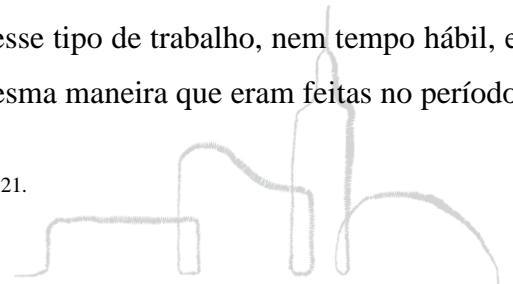 esse tipo de trabalho, nem tempo hábil, e
esma maneira que eram feitas no período
21.